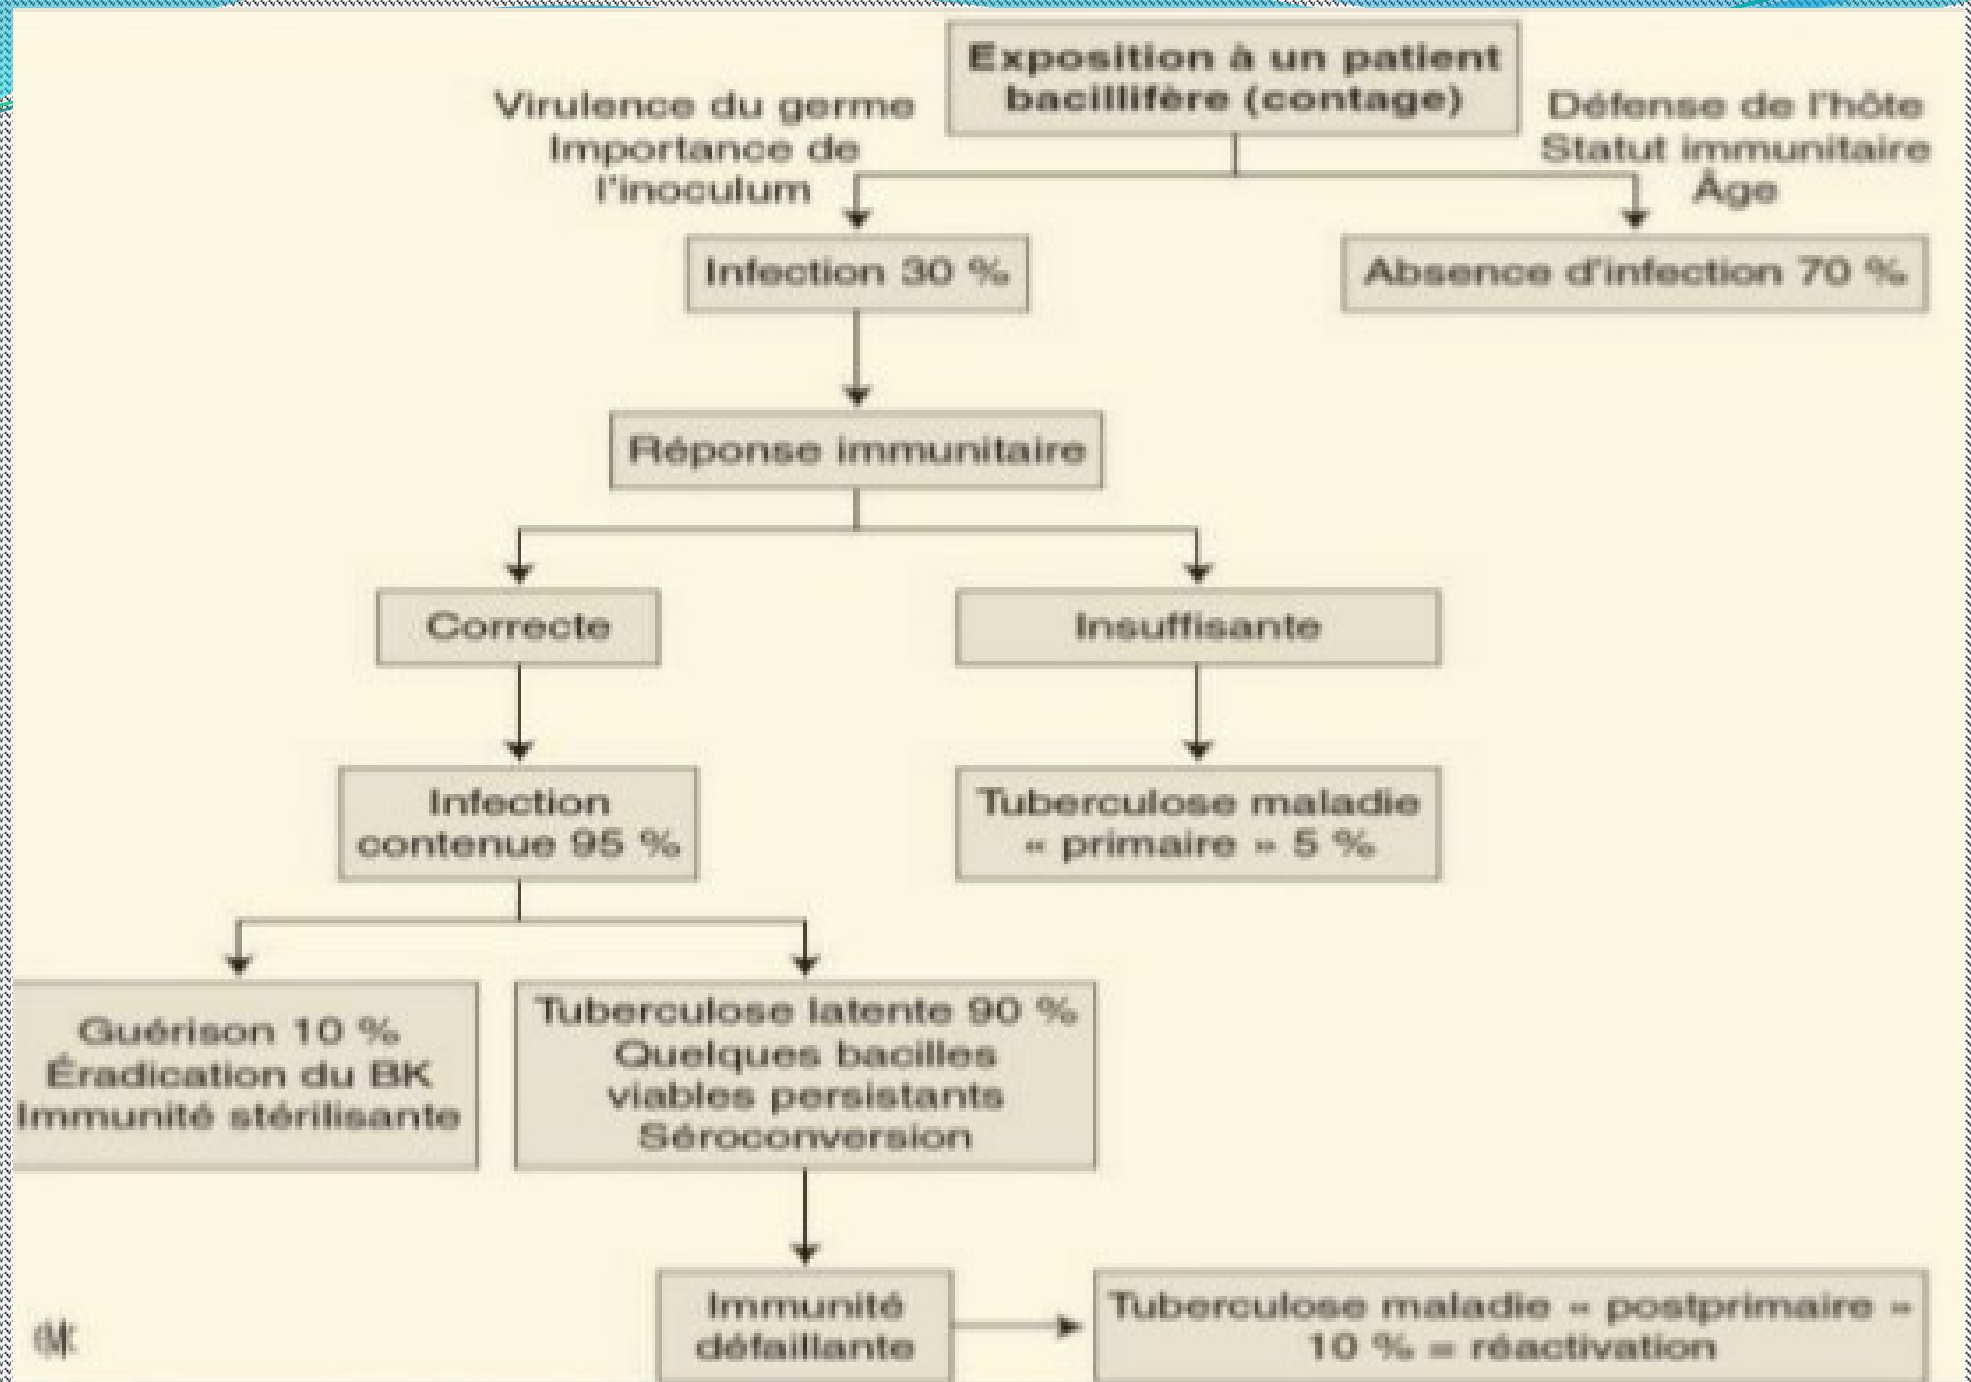 Exposition à un patient
bacillifère (contage)
Virulence du germe
Importance de
l'inoculum
Défense de l'hôte
Statut immunitaire
Âge
Infection 30 %
Absence d'infection 70 %
Réponse immunitaire
Correcte
Insuffisante
Infection
contenue 95 %
Tuberculose maladie
« primaire » 5 %
Guérison 10 %
Éradication du BK
Immunité stérilisante
Tuberculose latente 90 %
Quelques bacilles
viables persistants
Séroconversion
Immunité
défaillante
Tuberculose maladie « postprimaire »
10 % = réactivation